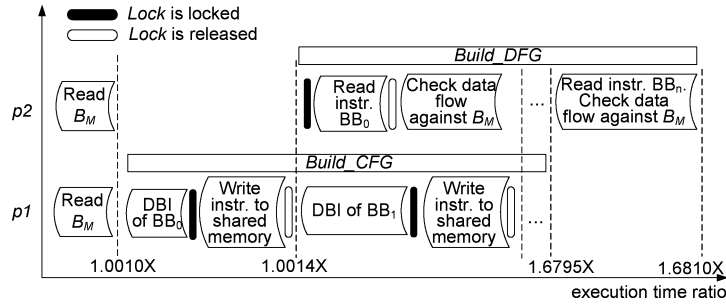 Lock is locked
Lock is released
Build_DFG
p2
Read
B_M
Read
instr.
BB_0
Check data
flow
against B_M
...
Read instr. BB_n.
Check data
flow against B_M
Build_CFG
p1
Read
B_M
DBI
of BB_0
Write
instr. to
shared
memory
DBI of BB_1
Write
instr. to
shared
memory
...
1.0010X
1.0014X
1.6795X
1.6810X
execution time ratio